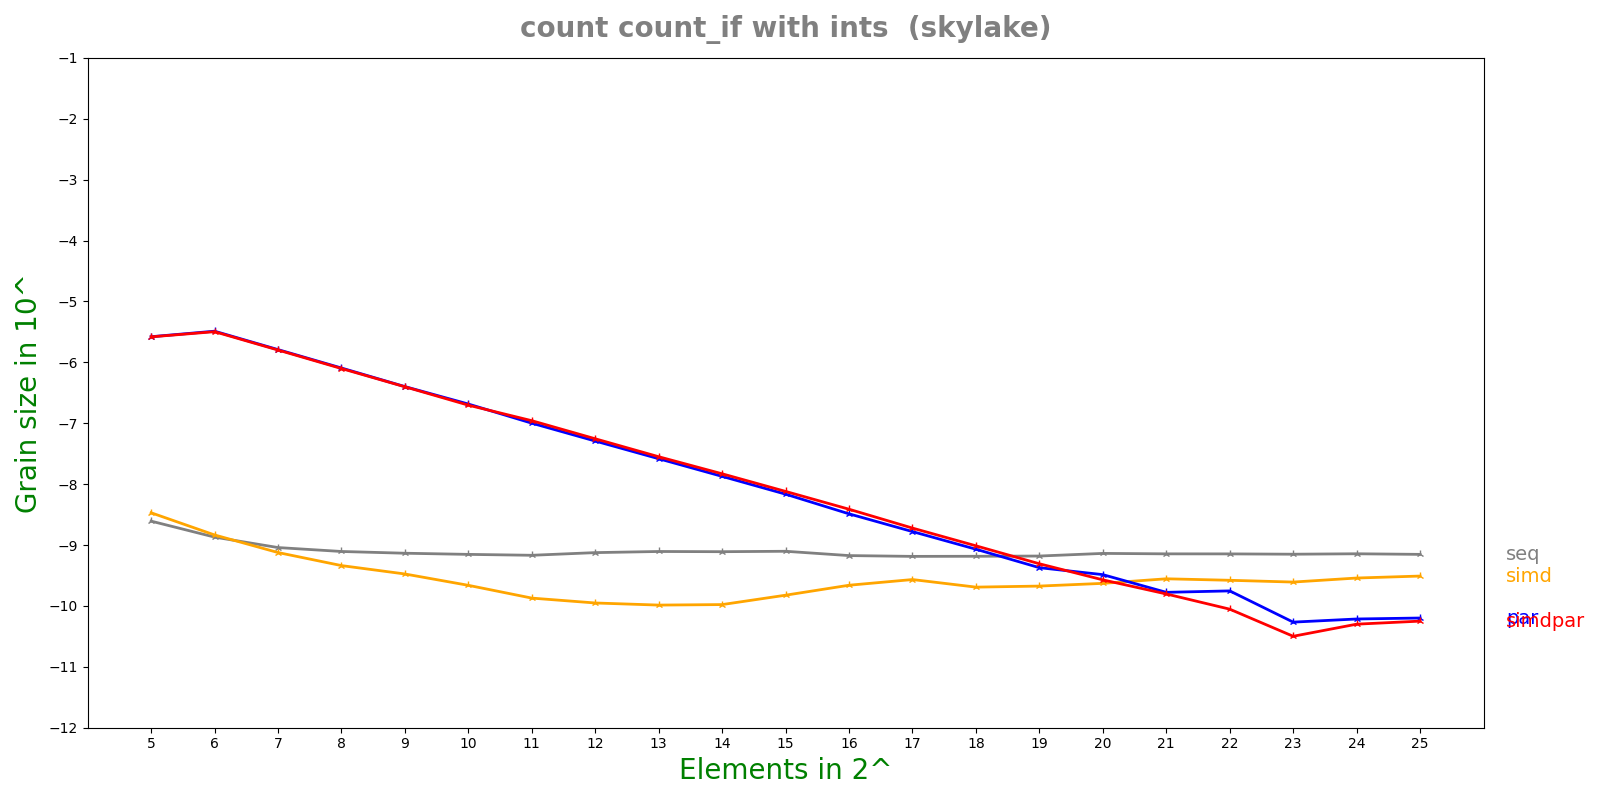 count count_if with ints (skylake)
Grain size in 10^
−1
−2
−3
−4
−5
−6
−7
−8
−9
−10
−11
−12
seq
simd
par
simdpar
5 6 7 8 9 10 11 12 13 14 15 16 17 18 19 20 21 22 23 24 25
Elements in 2^